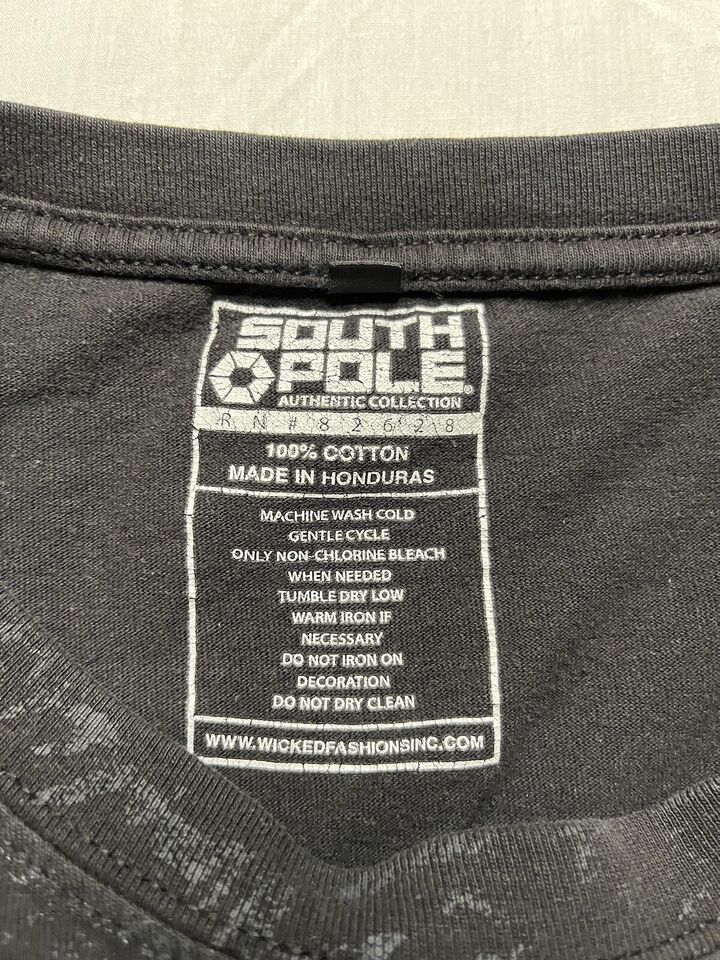 SOUTH
POLE®
AUTHENTIC COLLECTION
RN#82628
100% COTTON
MADE IN HONDURAS
MACHINE WASH COLD
GENTLE CYCLE
ONLY NON-CHLORINE BLEACH
WHEN NEEDED
TUMBLE DRY LOW
WARM IRON IF
NECESSARY
DO NOT IRON ON
DECORATION
DO NOT DRY CLEAN
WWW.WICKEDFASHIONSINC.COM